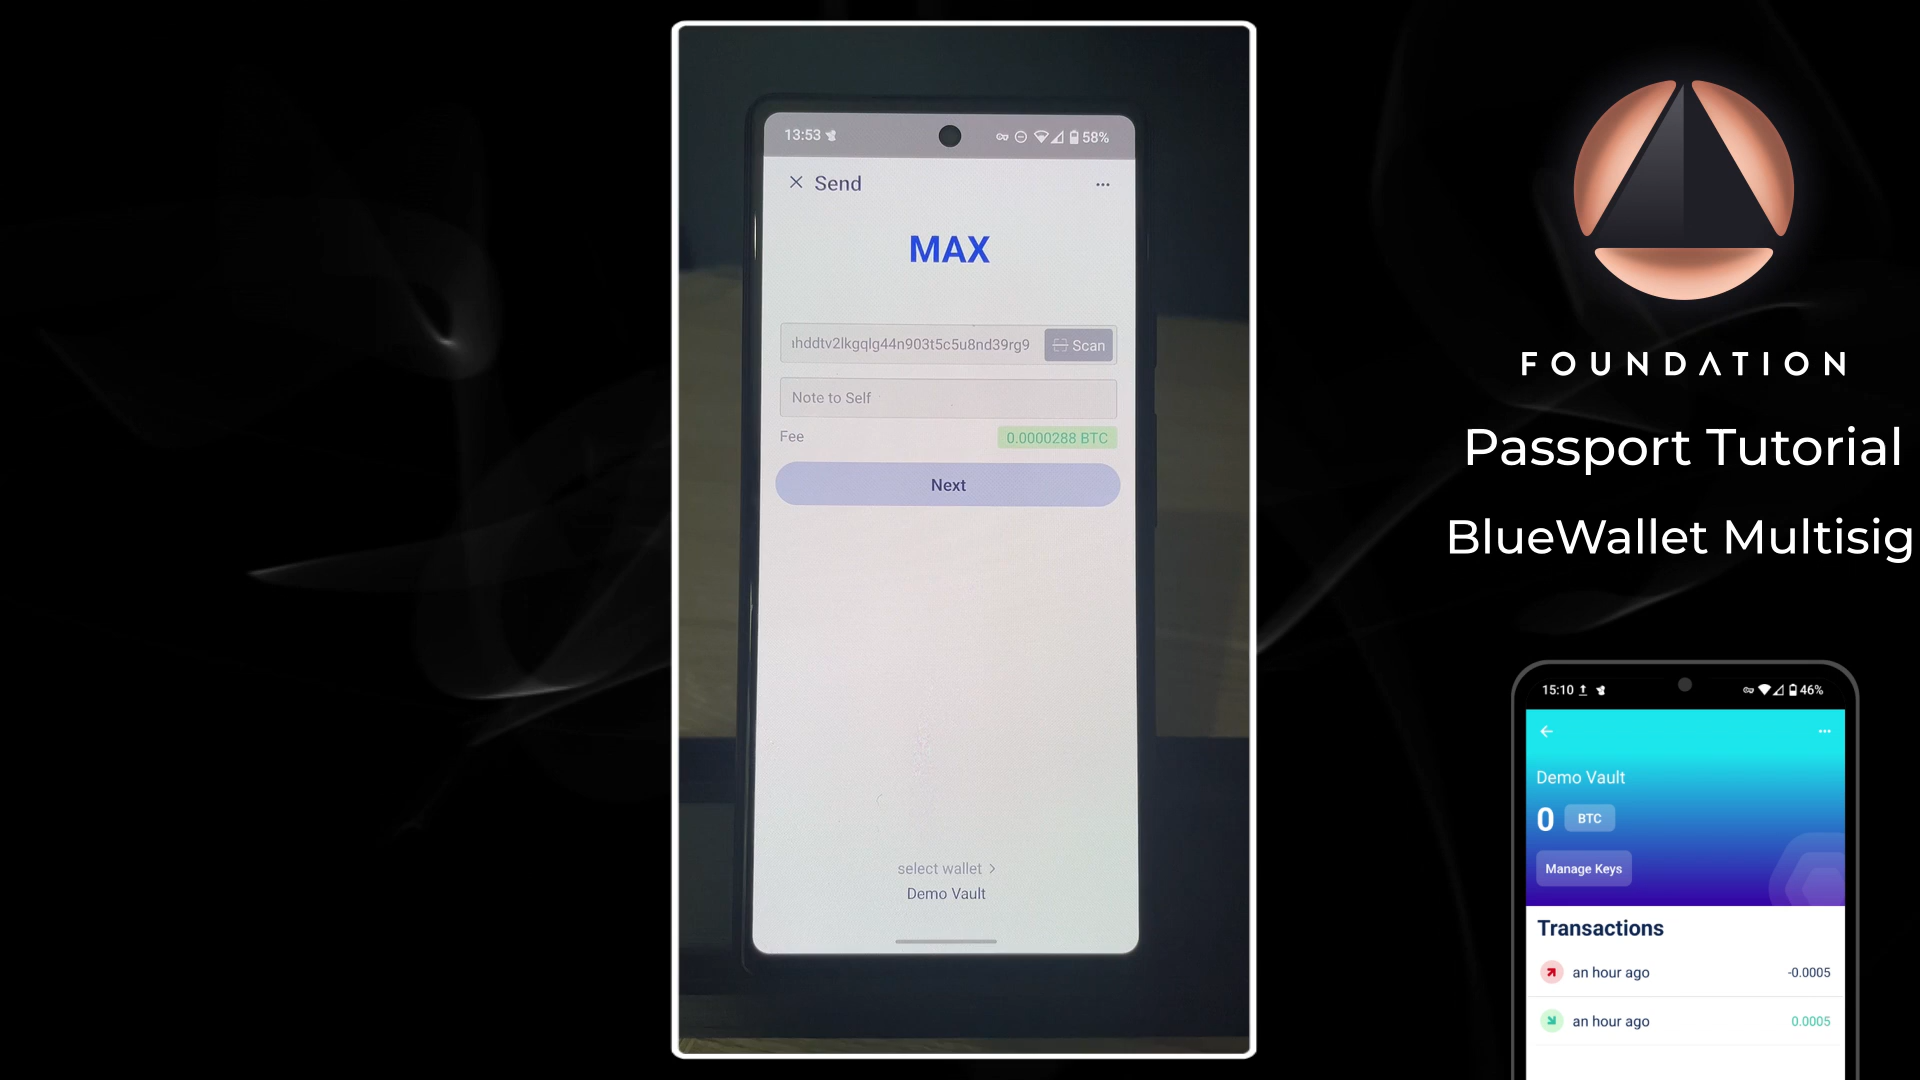 13:53
58%
Send
...
MAX
hddtv2lkgqlg44n903t5c5u8nd39rg9
Scan
Note to Self
Fee
0.0000288 BTC
Next
select wallet >
Demo Vault
FOUNDATION
Passport Tutorial
BlueWallet Multisig
15:10
46%
...
Demo Vault
0
BTC
Manage Keys
Transactions
an hour ago
-0.0005
an hour ago
0.0005